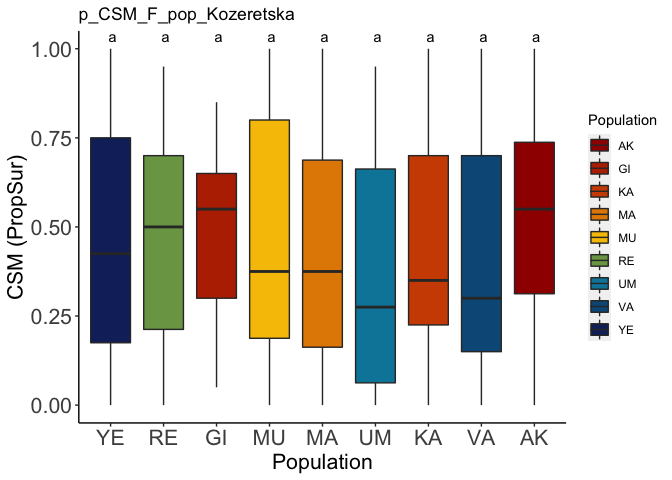 p_CSM_F_pop_Kozeretska
a a a a a a a a a
1.00
0.75
0.50
0.25
0.00
CSM (PropSur)
YE RE GI MU MA UM KA VA AK
Population
Population
AK
GI
KA
MA
MU
RE
UM
VA
YE